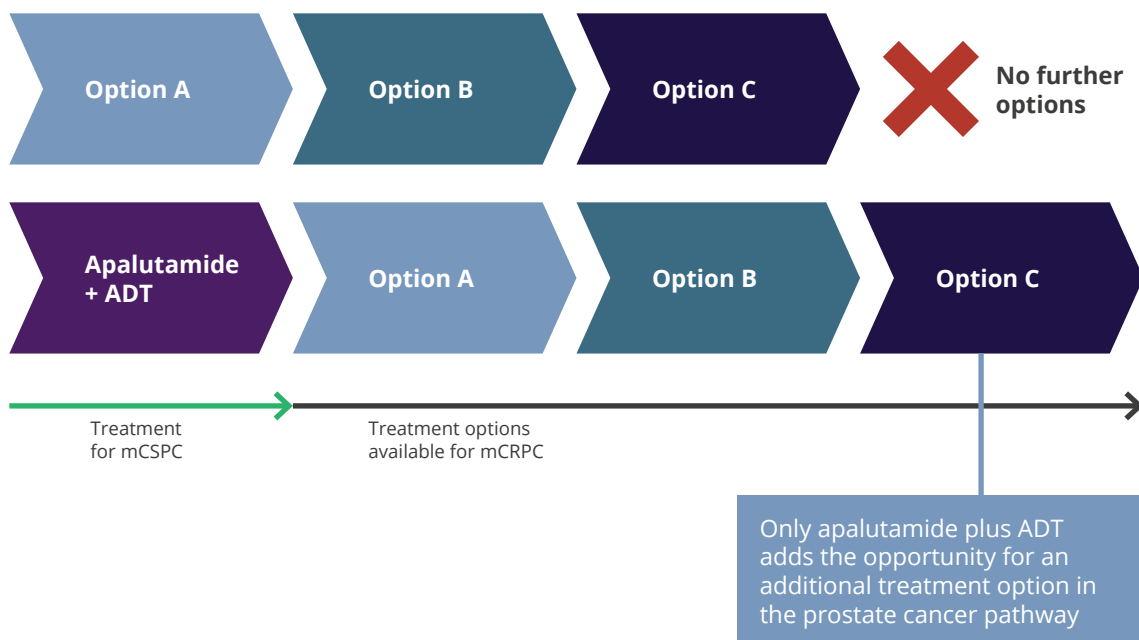 Option A
Option B
Option C
No further
options
Apalutamide
+ ADT
Option A
Option B
Option C
Treatment
for mCSPC
Treatment options
available for mCRPC
Only apalutamide plus ADT
adds the opportunity for an
additional treatment option in
the prostate cancer pathway